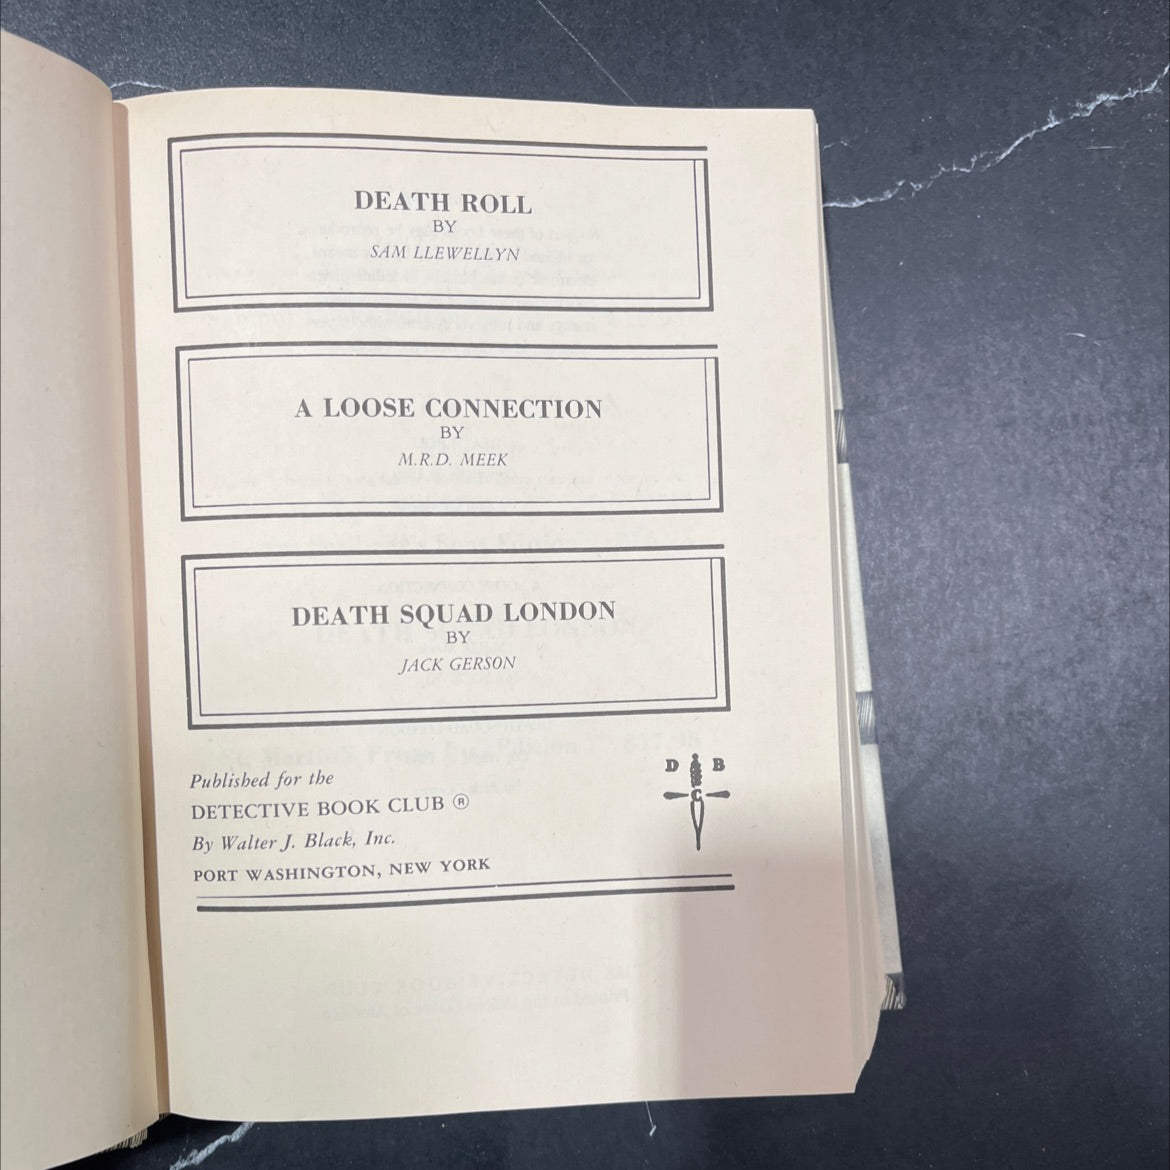 DEATH ROLL
BY
SAM LLEWELLYN
A LOOSE CONNECTION
BY
M.R.D. MEEK
DEATH SQUAD LONDON
BY
JACK GERSON
Published for the
DETECTIVE BOOK CLUB ®
By Walter J. Black, Inc.
PORT WASHINGTON, NEW YORK
D B
C